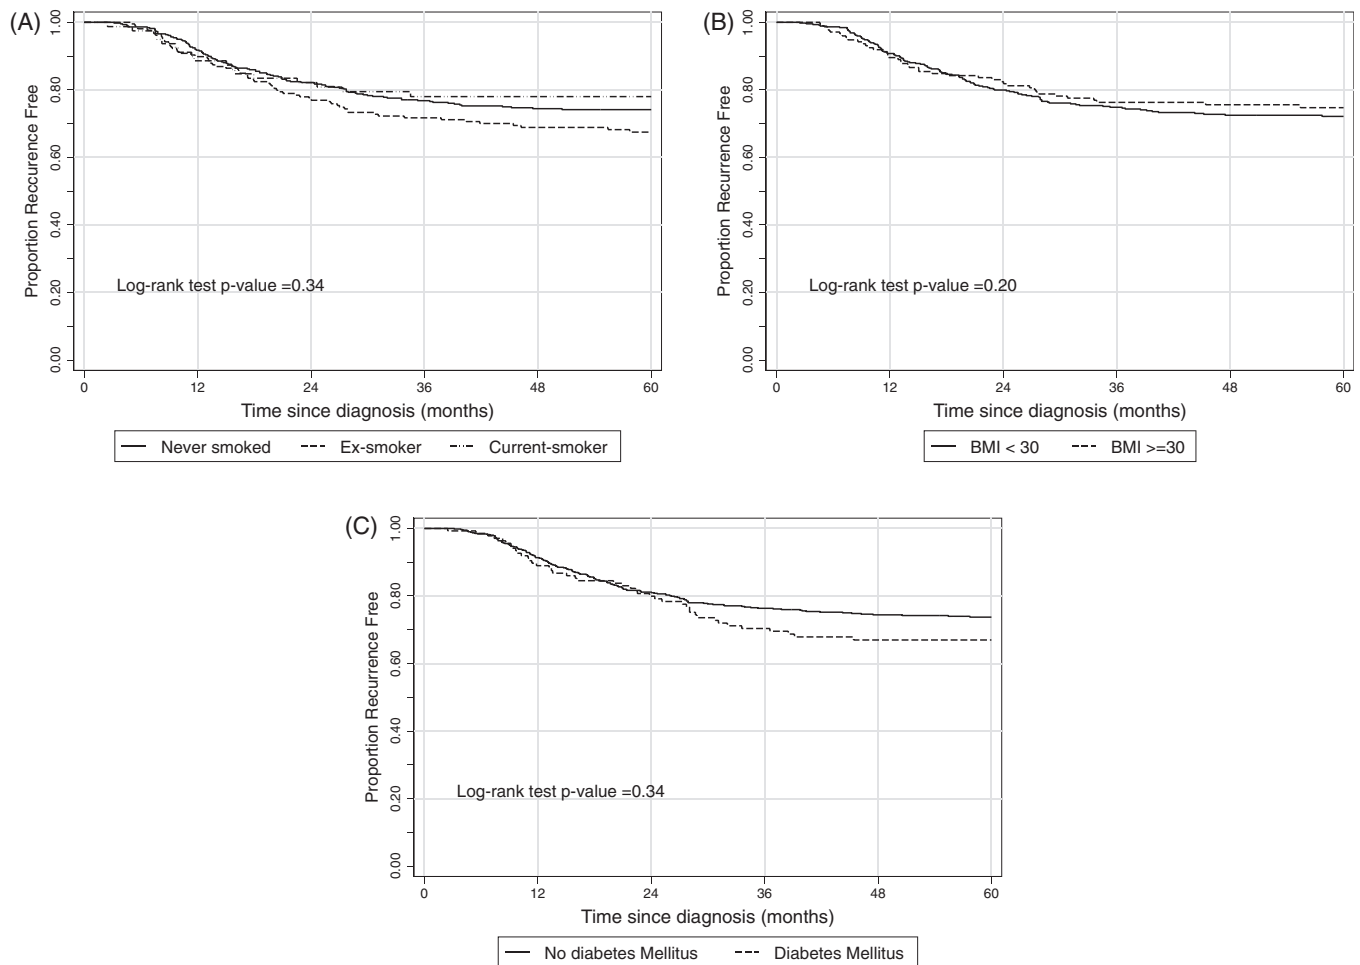 (A)
Proportion Reccurence Free
1.00
0.80
0.60
0.40
0.20
0.00
Log-rank test p-value =0.34
0 12 24 36 48 60
Time since diagnosis (months)
Never smoked Ex-smoker Current-smoker
(B)
Proportion Recurrence Free
1.00
0.80
0.60
0.40
0.20
0.00
Log-rank test p-value =0.20
0 12 24 36 48 60
Time since diagnosis (months)
BMI < 30 BMI >=30
(C)
Proportion Recurrence Free
1.00
0.80
0.60
0.40
0.20
0.00
Log-rank test p-value =0.34
0 12 24 36 48 60
Time since diagnosis (months)
No diabetes Mellitus Diabetes Mellitus